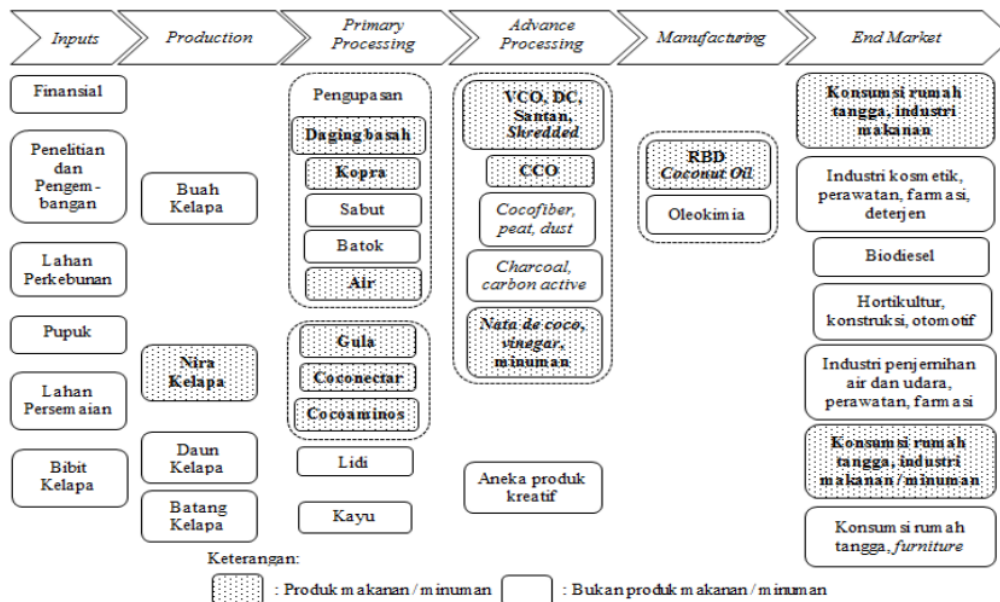 Inputs
Production
Primary
Processing
Advance
Processing
Manufacturing
End Market
Finansial
Penelitian
dan
Pengem-
bangan
Lahan
Perkebunan
Pupuk
Lahan
Persemaian
Bibit
Kelapa
Buah
Kelapa
Nira
Kelapa
Daun
Kelapa
Batang
Kelapa
Pengupasan
Daging basah
Kopra
Sabut
Batok
Air
Gula
Coconectar
Cocoaminos
Lidi
Kayu
VCO, DC,
Santan,
Shredded
CCO
Cocofiber,
peat, dust
Charcoal,
carbon active
Nata de coco,
vinegar,
minuman
Aneka produk
kreatif
RBD
Coconut Oil
Oleokimia
Konsumsi rumah
tangga, industri
makanan
Industri kosmetik,
perawatan, farmasi,
deterjen
Biodiesel
Hortikultur,
konstruksi, otomotif
Industri penjernihan
air dan udara,
perawatan, farmasi
Konsumsi rumah
tangga, industri
makanan/minuman
Konsumsi rumah
tangga, furniture
Keterangan:
: Produk makanan/minuman
: Bukan produk makanan/minuman